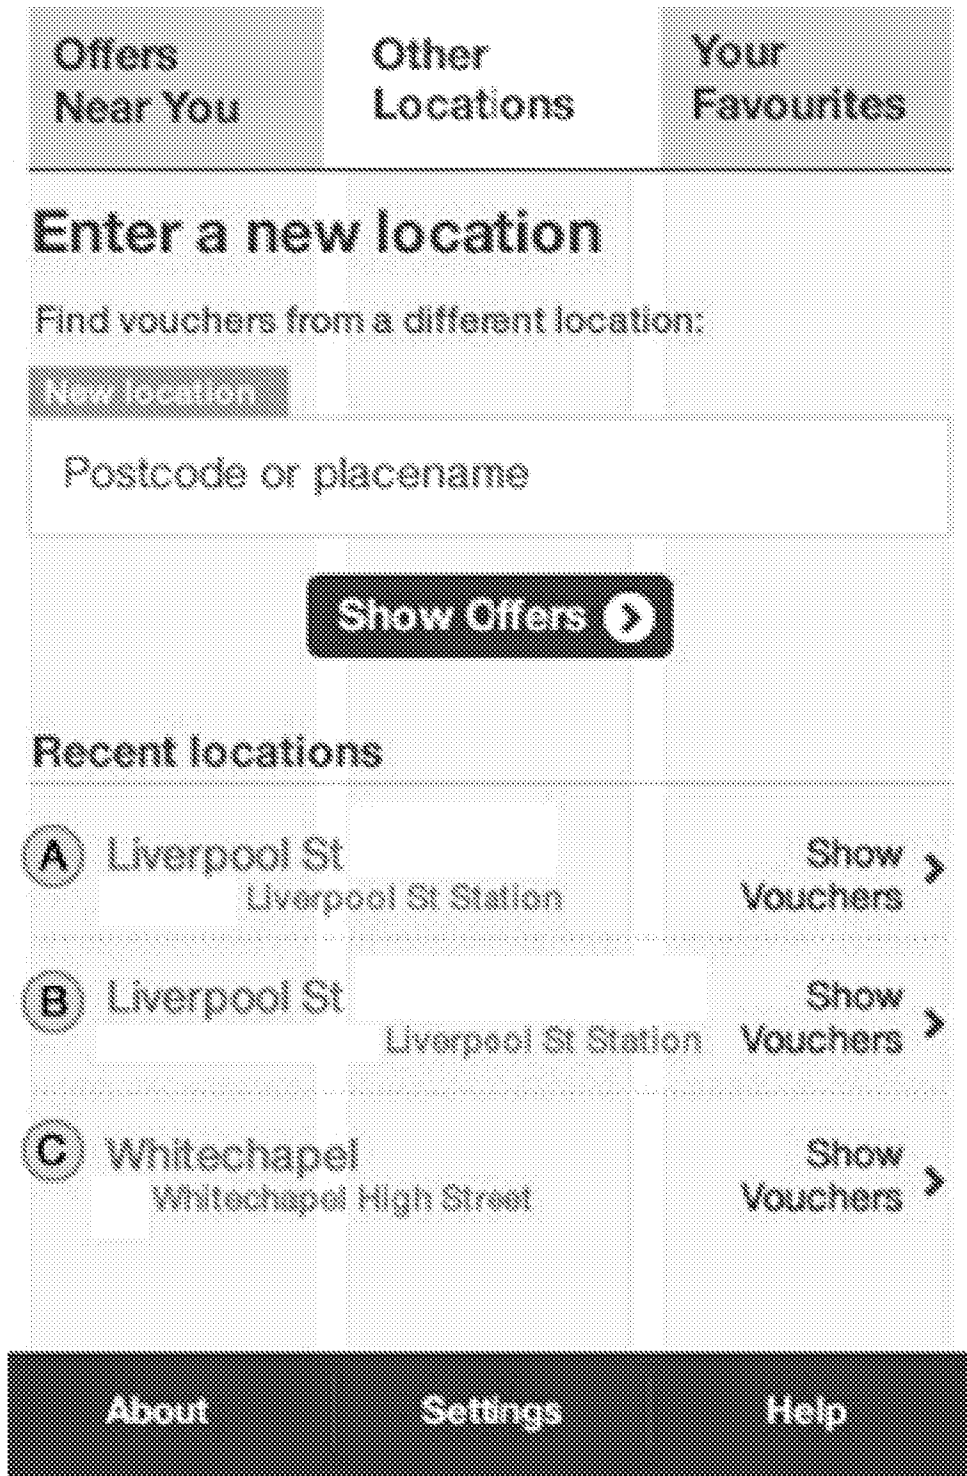 Offers
Near You
Other
Locations
Your
Favourites
Enter a new location
Find vouchers from a different location:
New location
Postcode or placename
Show Offers
Recent locations
A Liverpool St
Liverpool St Station
Show
Vouchers
B Liverpool St
Liverpool St Station
Show
Vouchers
C Whitechapel
Whitechapel High Street
Show
Vouchers
About Settings Help